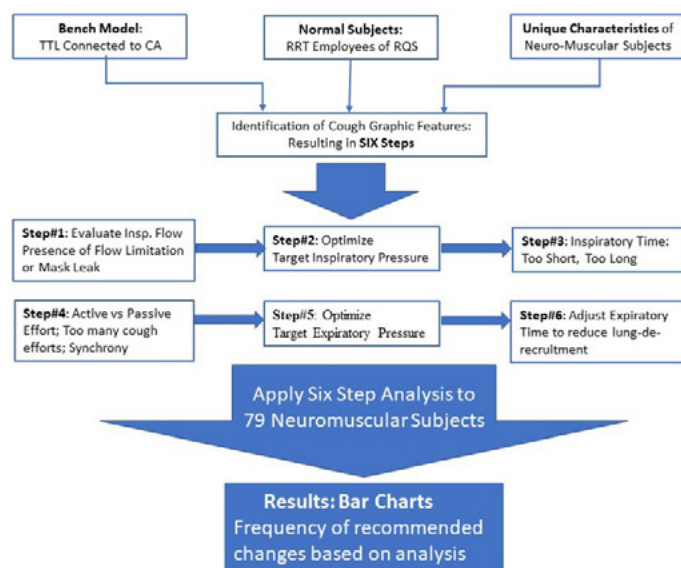 Bench Model:
TTL Connected to CA
Normal Subjects:
RRT Employees of RQS
Unique Characteristics of
Neuro-Muscular Subjects
Identification of Cough Graphic Features:
Resulting in SIX Steps
Step#1: Evaluate Insp. Flow
Presence of Flow Limitation
or Mask Leak
Step#2: Optimize
Target Inspiratory Pressure
Step#3: Inspiratory Time:
Too Short, Too Long
Step#4: Active vs Passive
Effort; Too many cough
efforts; Synchrony
Step#5: Optimize
Target Expiratory Pressure
Step#6: Adjust Expiratory
Time to reduce lung-de-
recruitment
Apply Six Step Analysis to
79 Neuromuscular Subjects
Results: Bar Charts
Frequency of recommended
changes based on analysis